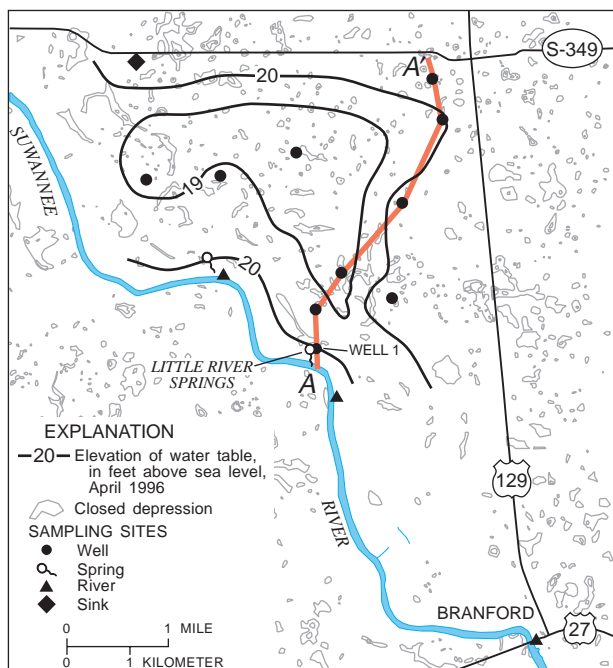 S-349
A'
20
SUWANNEE
19
20
WELL 1
LITTLE RIVER
SPRINGS
A
EXPLANATION
20 Elevation of water table,
in feet above sea level,
April 1996
Closed depression
SAMPLING SITES
Well
Spring
River
Sink
0 1 MILE
0 1 KILOMETER
RIVER
129
BRANFORD
27